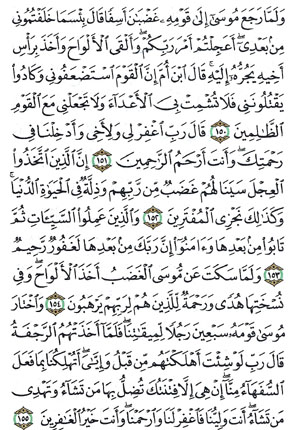 وَلَمَّا رَجَعَ مُوسَىٰٓ إِلَىٰ قَوْمِهِۦ غَضْبَٰنَ أَسِفًا قَالَ بِئْسَمَا خَلَفْتُمُونِى
مِنۢ بَعْدِىٓ ۖ أَعَجِلْتُمْ أَمْرَ رَبِّكُمْ ۖ وَأَلْقَى ٱلْأَلْوَاحَ وَأَخَذَ بِرَأْسِ
أَخِيهِ يَجُرُّهُۥٓ إِلَيْهِ ۚ قَالَ ٱبْنَ أُمَّ إِنَّ ٱلْقَوْمَ ٱسْتَضْعَفُونِى وَكَادُوا۟
يَقْتُلُونَنِى فَلَا تُشْمِتْ بِىَ ٱلْأَعْدَآءَ وَلَا تَجْعَلْنِى مَعَ ٱلْقَوْمِ
ٱلظَّٰلِمِينَ ١٥٠ قَالَ رَبِّ ٱغْفِرْ لِى وَلِأَخِى وَأَدْخِلْنَا فِى
رَحْمَتِكَ ۖ وَأَنتَ أَرْحَمُ ٱلرَّٰحِمِينَ ١٥١ إِنَّ ٱلَّذِينَ ٱتَّخَذُوا۟
ٱلْعِجْلَ سَيَنَالُهُمْ غَضَبٌ مِّن رَّبِّهِمْ وَذِلَّةٌ فِى ٱلْحَيَوٰةِ ٱلدُّنْيَا ۚ
وَكَذَٰلِكَ نَجْزِى ٱلْمُفْتَرِينَ ١٥٢ وَٱلَّذِينَ عَمِلُوا۟ ٱلسَّيِّـَٔاتِ ثُمَّ
تَابُوا۟ مِنۢ بَعْدِهَا وَءَامَنُوٓا۟ إِنَّ رَبَّكَ مِنۢ بَعْدِهَا لَغَفُورٌ رَّحِيمٌ
١٥٣ وَلَمَّا سَكَتَ عَن مُّوسَى ٱلْغَضَبُ أَخَذَ ٱلْأَلْوَاحَ ۖ وَفِى
نُسْخَتِهَا هُدًى وَرَحْمَةٌ لِّلَّذِينَ هُمْ لِرَبِّهِمْ يَرْهَبُونَ ١٥٤ وَٱخْتَارَ
مُوسَىٰ قَوْمَهُۥ سَبْعِينَ رَجُلًا لِّمِيقَٰتِنَا ۖ فَلَمَّآ أَخَذَتْهُمُ ٱلرَّجْفَةُ
قَالَ رَبِّ لَوْ شِئْتَ أَهْلَكْتَهُم مِّن قَبْلُ وَإِيَّٰىَ ۖ أَتُهْلِكُنَا بِمَا فَعَلَ
ٱلسُّفَهَآءُ مِنَّآ ۖ إِنْ هِىَ إِلَّا فِتْنَتُكَ تُضِلُّ بِهَا مَن تَشَآءُ وَتَهْدِى
مَن تَشَآءُ ۖ أَنتَ وَلِيُّنَا فَٱغْفِرْ لَنَا وَٱرْحَمْنَا ۖ وَأَنتَ خَيْرُ ٱلْغَٰفِرِينَ ١٥٥